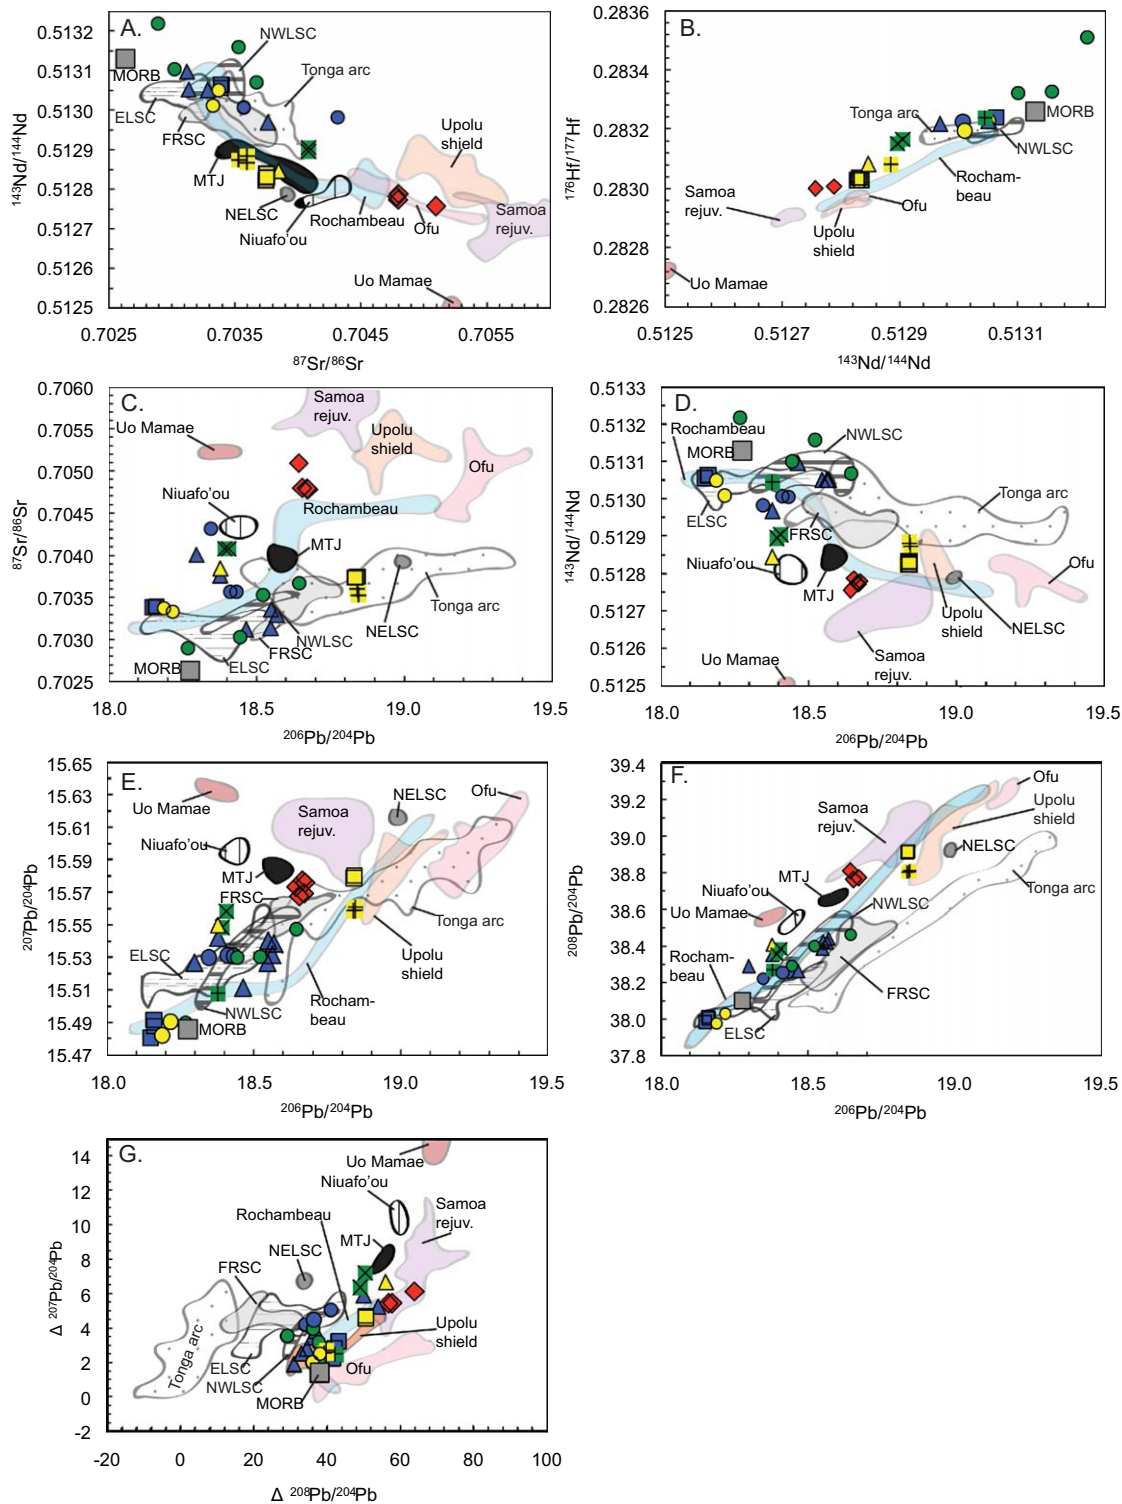 A.
0.5132
0.5131
0.5130
0.5129
0.5128
0.5127
0.5126
0.5125
143Nd/144Nd
NWLSC
MORB
Tonga arc
ELSC
FRSC
MTJ
NELSC
Niuafo'ou
Rochambeau
Ofu
Upolu
shield
Samoa
rejuv.
Uo Mamae
0.7025
0.7035
0.7045
0.7055
87Sr/86Sr
B.
0.2836
0.2834
0.2832
0.2830
0.2828
0.2826
176Hf/177Hf
Tonga arc
MORB
NWLSC
Rocham-
beau
Samoa
rejuv.
Ofu
Upolu
shield
Uo Mamae
0.5125
0.5127
0.5129
0.5131
143Nd/144Nd
C.
0.7060
0.7055
0.7050
0.7045
0.7040
0.7035
0.7030
0.7025
87Sr/86Sr
Samoa
rejuv.
Uo Mamae
Upolu
shield
Ofu
Niuafo'ou
Rochambeau
MTJ
Tonga arc
NELSC
NWLSC
FRSC
ELSC
MORB
18.0
18.5
19.0
19.5
206Pb/204Pb
D.
0.5133
0.5132
0.5131
0.5130
0.5129
0.5128
0.5127
0.5126
0.5125
143Nd/144Nd
Rochambeau
NWLSC
MORB
Tonga arc
ELSC
FRSC
Niuafo'ou
MTJ
Ofu
Upolu
shield
NELSC
Samoa
rejuv.
Uo Mamae
18.0
18.5
19.0
19.5
206Pb/204Pb
E.
15.65
15.63
15.61
15.59
15.57
15.55
15.53
15.51
15.49
15.47
207Pb/204Pb
Uo Mamae
Samoa
rejuv.
NELSC
Ofu
Niuafo'ou
MTJ
FRSC
Tonga arc
ELSC
Upolu
shield
NWLSC
Rocham-
beau
MORB
18.0
18.5
19.0
19.5
206Pb/204Pb
F.
39.4
39.2
39.0
38.8
38.6
38.4
38.2
38.0
37.8
208Pb/204Pb
Ofu
Samoa
rejuv.
Upolu
shield
NELSC
MTJ
Niuafo'ou
Tonga arc
Uo Mamae
NWLSC
Rocham-
beau
FRSC
ELSC
18.0
18.5
19.0
19.5
206Pb/204Pb
G.
14
12
10
8
6
4
2
0
-2
Δ 207Pb/204Pb
Uo Mamae
Niuafo'ou
Samoa
rejuv.
Rochambeau
MTJ
NELSC
FRSC
Tonga arc
Upolu
shield
ELSC
NWLSC
Ofu
MORB
-20
0
20
40
60
80
100
Δ 208Pb/204Pb